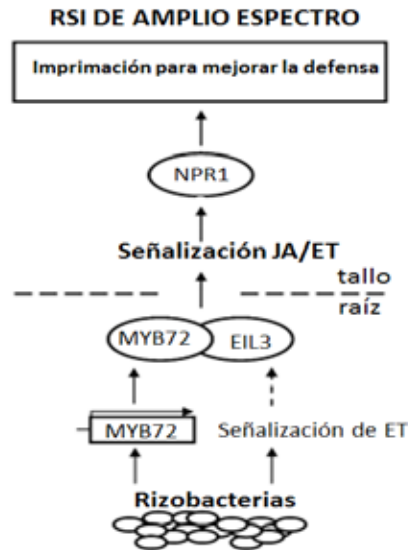 RSI DE AMPLIO ESPECTRO
Imprimación para mejorar la defensa
NPR1
Señalización JA/ET
tallo
raíz
MYB72
EIL3
MYB72
Señalización de ET
Rizobacterias